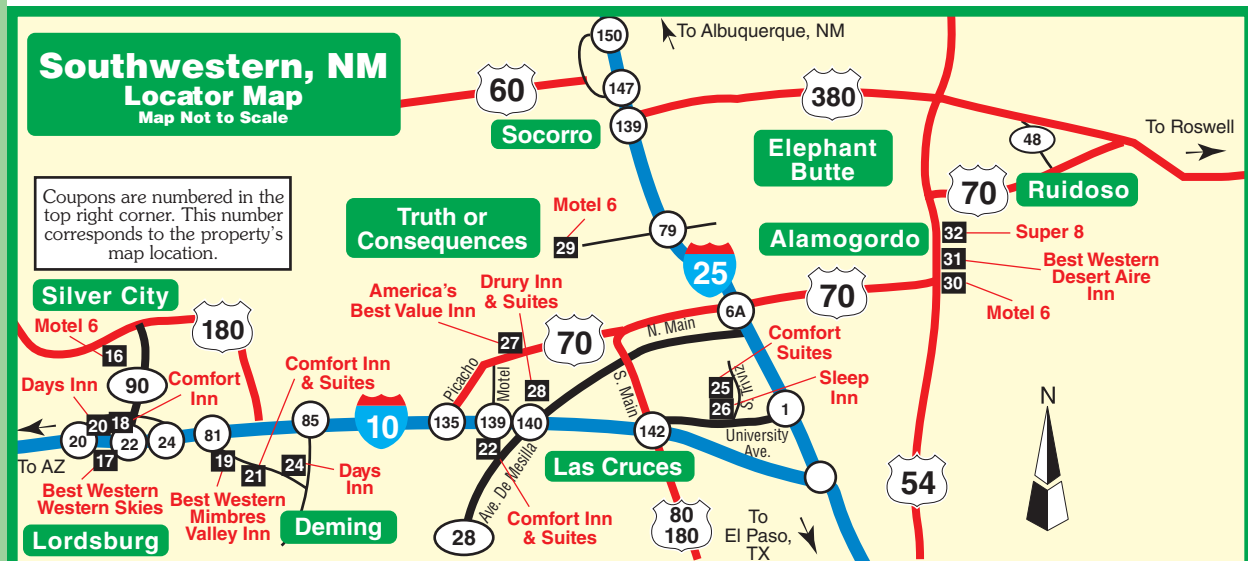 Southwestern, NM
Locator Map
Map Not to Scale
Coupons are numbered in the
top right corner. This number
corresponds to the property's
map location.
150
To Albuquerque, NM
60
147
139
Socorro
380
Elephant
Butte
48
To Roswell
70
Ruidoso
Truth or
Consequences
Motel 6
29
79
25
Alamogordo
32
Super 8
31
Best Western
Desert Aire
Inn
30
Motel 6
70
6A
Silver City
Motel 6
16
180
90
Days Inn
20
18
Comfort
Inn
20
22
24
To AZ
17
Best Western
Western Skies
Lordsburg
81
Comfort Inn
& Suites
85
19
21
24
Days
Inn
Best Western
Mimbres
Valley Inn
Deming
10
America's
Best Value Inn
27
Drury Inn
& Suites
70
28
Picacho
Motel
135
139
140
22
Ave. De Mesilla
Comfort Inn
& Suites
28
N. Main
S. Main
142
Las Cruces
80
180
Comfort
Suites
25
26
S. Triviz
Sleep
Inn
1
University
Ave.
To
El Paso,
TX
54
N